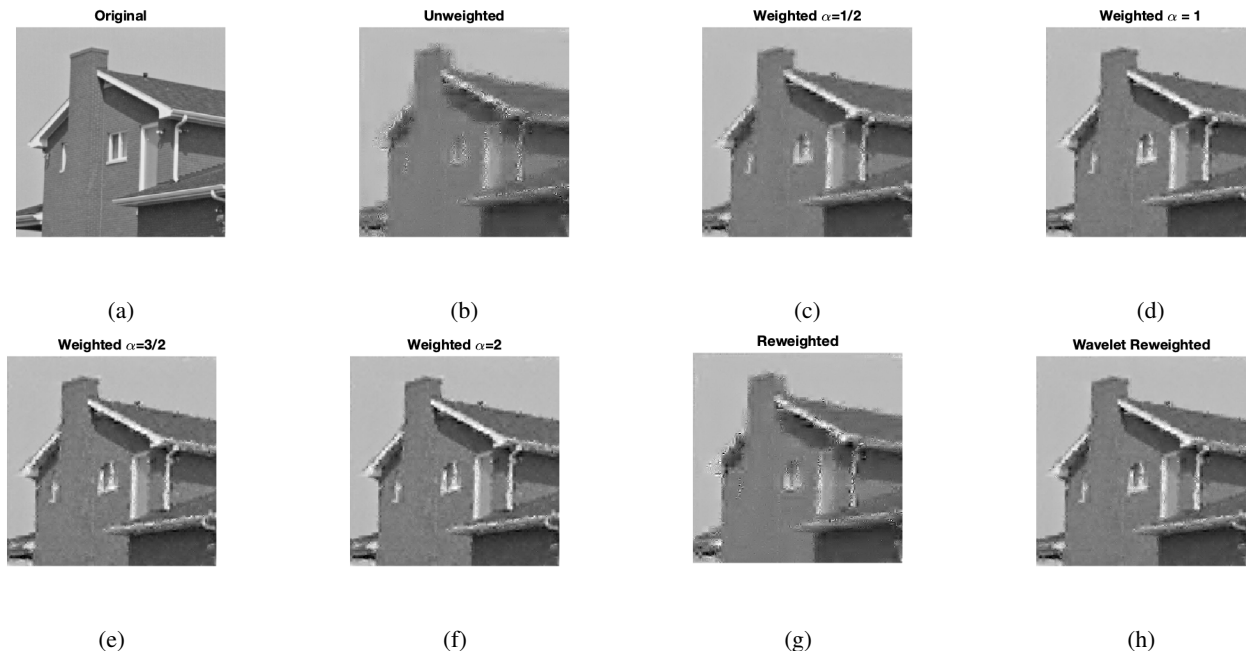 Original
Unweighted
Weighted α=1/2
Weighted α = 1
(a)
(b)
(c)
(d)
Weighted α=3/2
Weighted α=2
Reweighted
Wavelet Reweighted
(e)
(f)
(g)
(h)